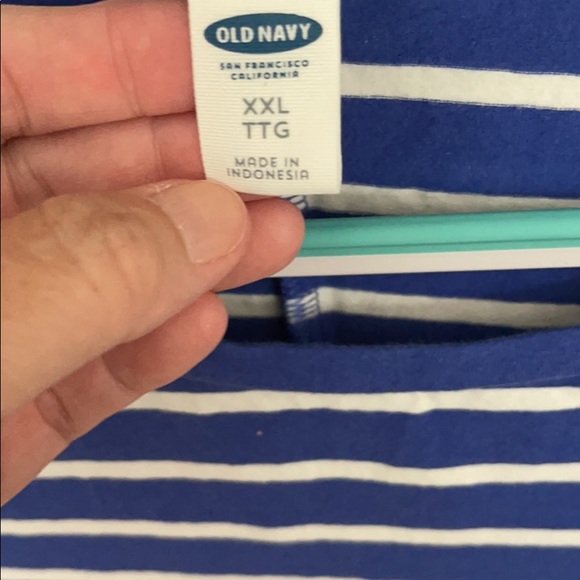 OLD NAVY
SAN FRANCISCO
CALIFORNIA
XXL
TTG
MADE IN
INDONESIA